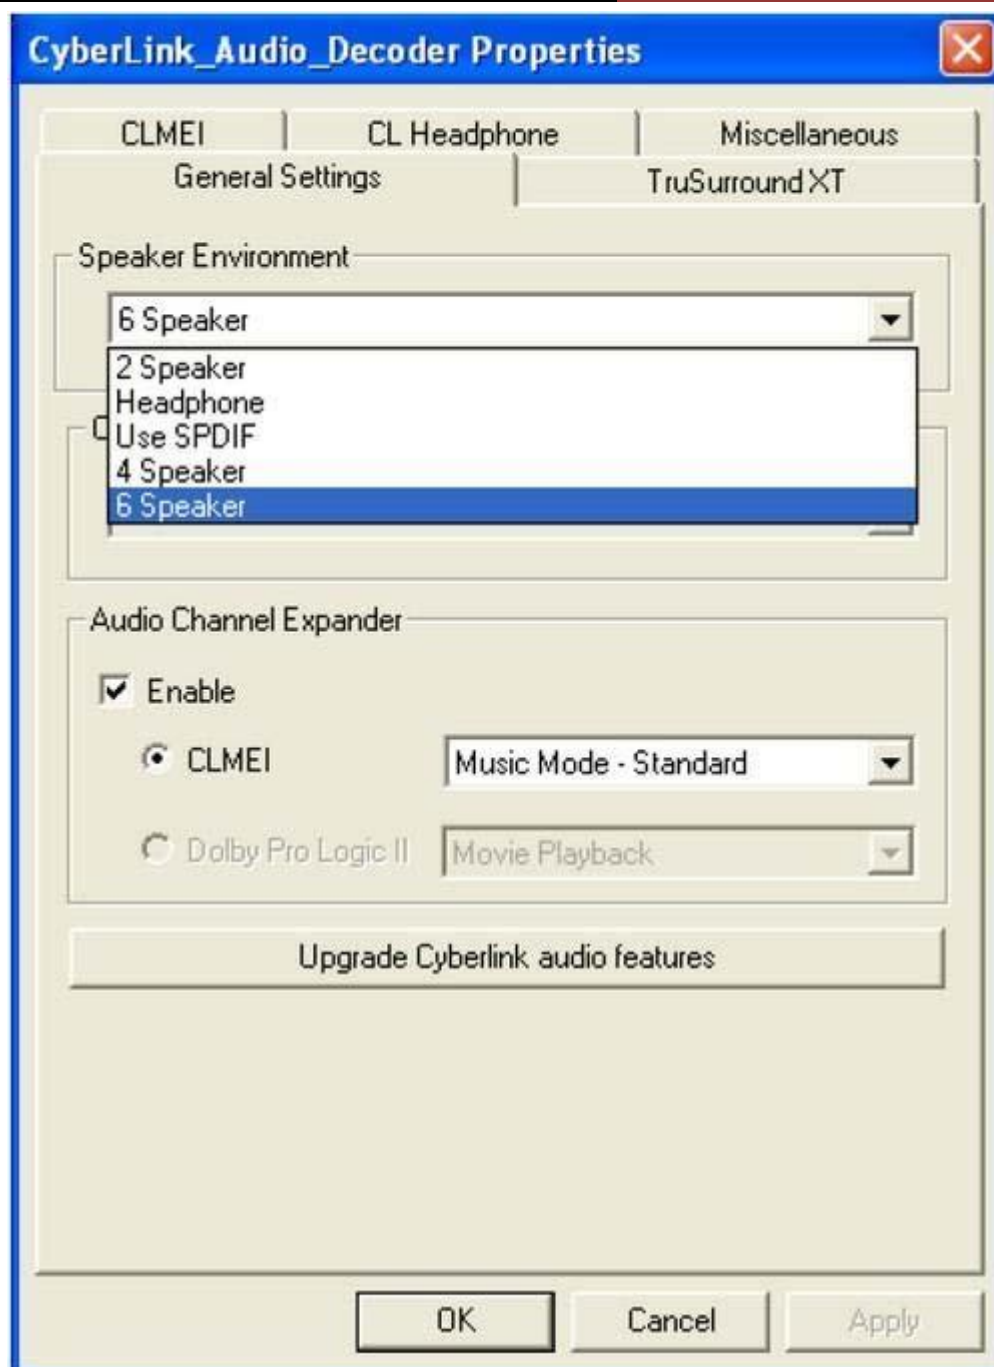 CyberLink_Audio_Decoder Properties
CLMEI
CL Headphone
Miscellaneous
General Settings
TruSurround XT
Speaker Environment
6 Speaker
2 Speaker
Headphone
Use SPDIF
4 Speaker
6 Speaker
Audio Channel Expander
Enable
CLMEI
Music Mode - Standard
Dolby Pro Logic II
Movie Playback
Upgrade Cyberlink audio features
OK
Cancel
Apply